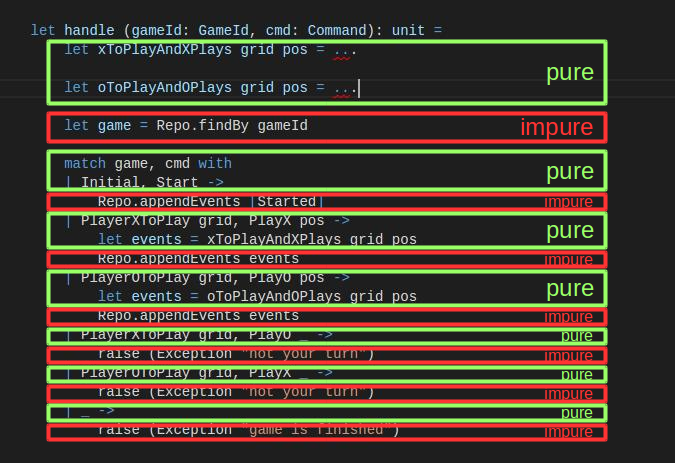 let handle (gameId: GameId, cmd: Command): unit =
let xToPlayAndXPlays grid pos = ...
pure
let oToPlayAndOPlays grid pos = ...
let game = Repo.findBy gameId impure
match game, cmd with
pure
| Initial, Start ->
Repo.appendEvents [Started] impure
| PlayerXToPlay grid, PlayX pos ->
pure
let events = xToPlayAndXPlays grid pos
Repo.appendEvents events impure
| PlayerOToPlay grid, PlayO pos ->
pure
let events = oToPlayAndOPlays grid pos
Repo.appendEvents events impure
| PlayerXToPlay grid, PlayO _ -> pure
raise (Exception "not your turn") impure
| PlayerOToPlay grid, PlayX _ -> pure
raise (Exception "not your turn") impure
| _ -> pure
raise (Exception "game is finished") impure